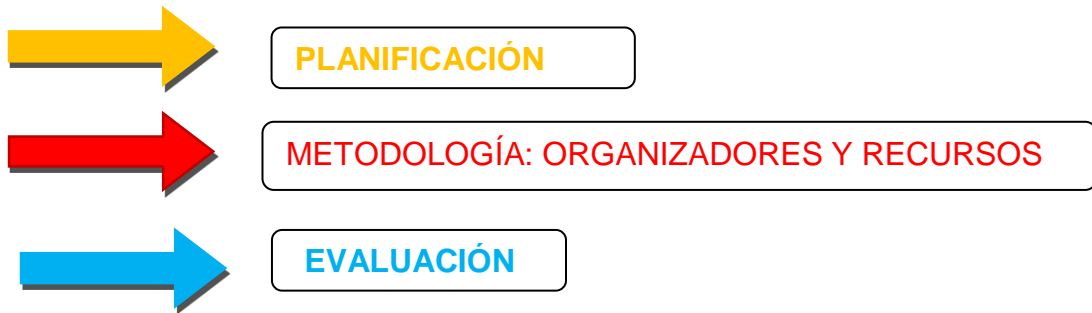 PLANIFICACIÓN
METODOLOGÍA: ORGANIZADORES Y RECURSOS
EVALUACIÓN